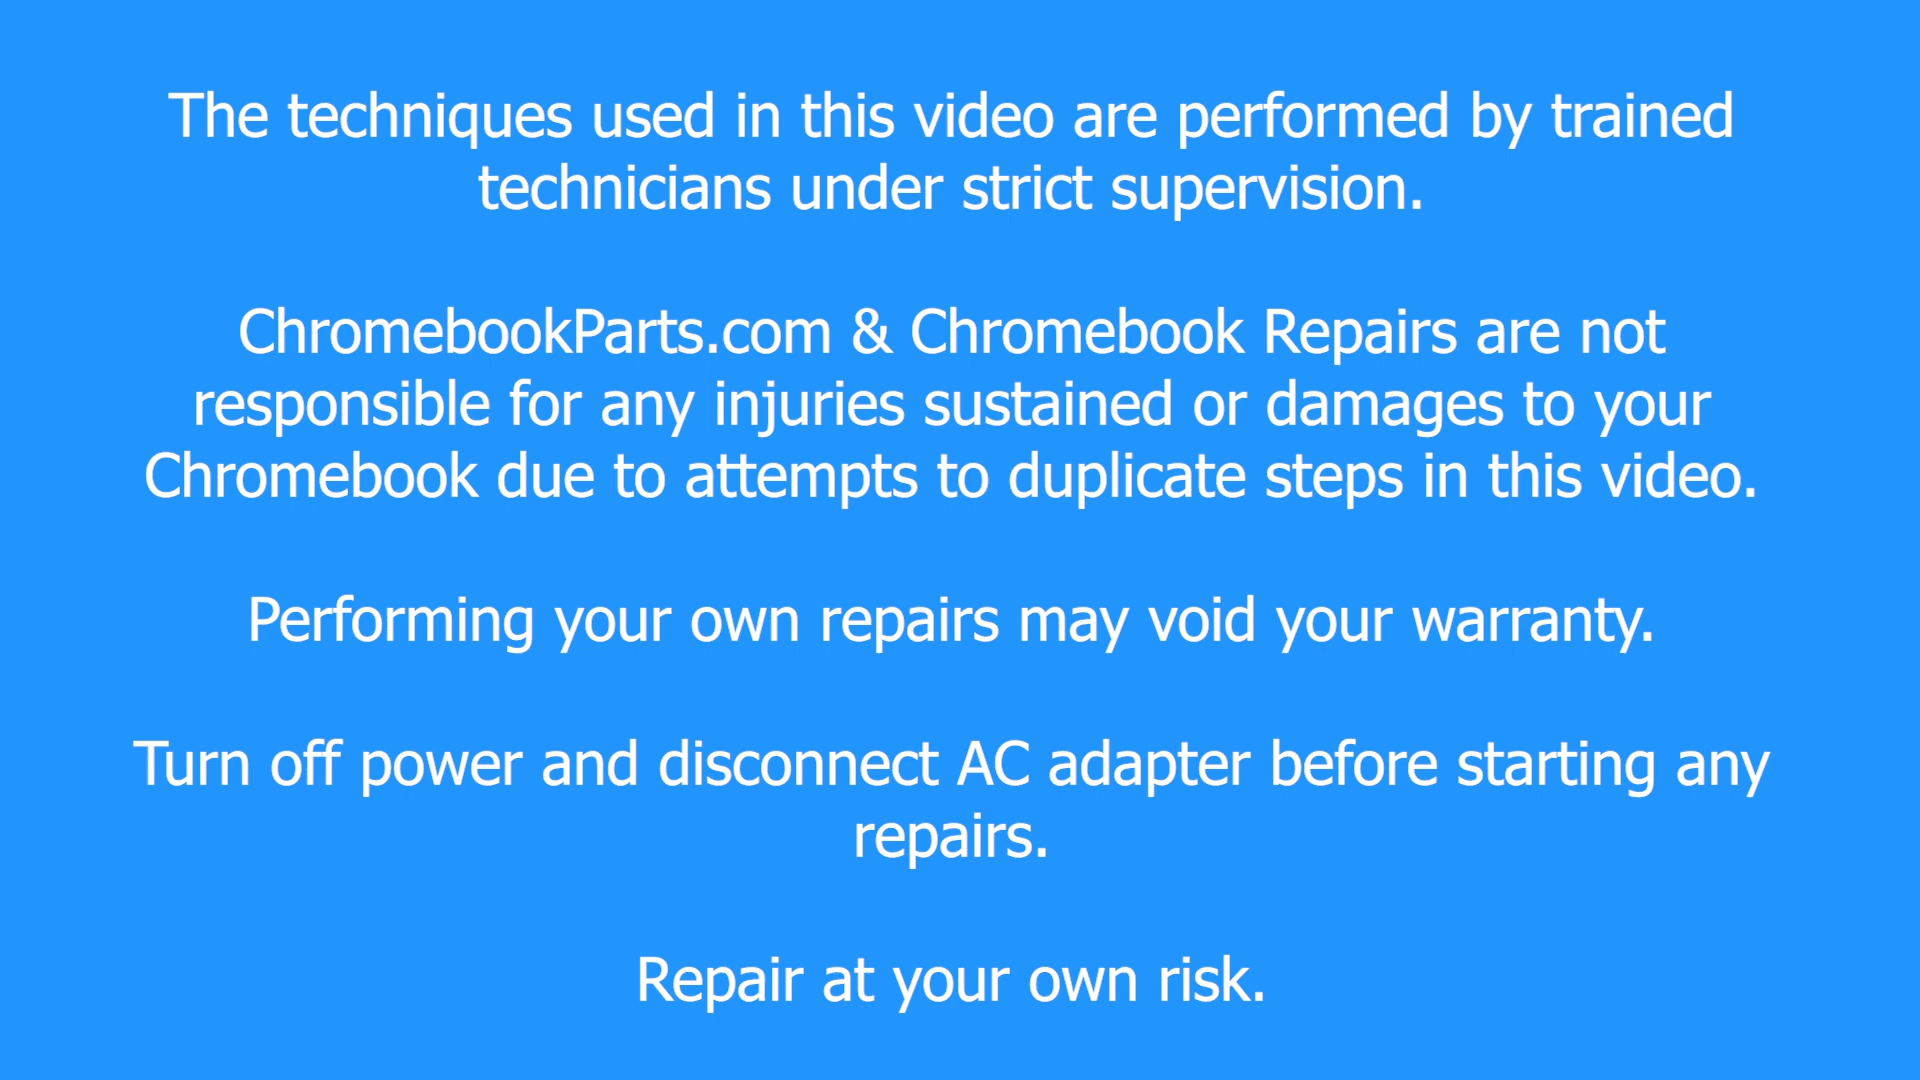 The techniques used in this video are performed by trained
technicians under strict supervision.
ChromebookParts.com & Chromebook Repairs are not
responsible for any injuries sustained or damages to your
Chromebook due to attempts to duplicate steps in this video.
Performing your own repairs may void your warranty.
Turn off power and disconnect AC adapter before starting any
repairs.
Repair at your own risk.